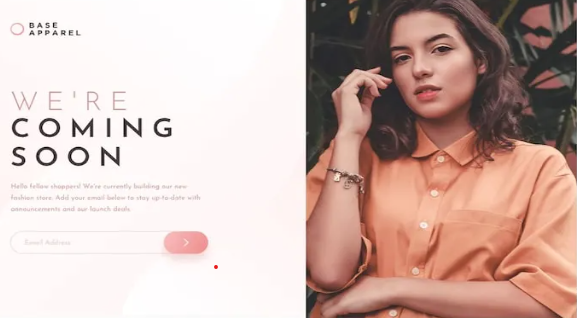 BASE
APPAREL
WE'RE
COMING
SOON
Hello fellow shoppers! We're currently building our new
fashion store. Add your email below to stay up-to-date with
announcements and our launch deals.
Email Address